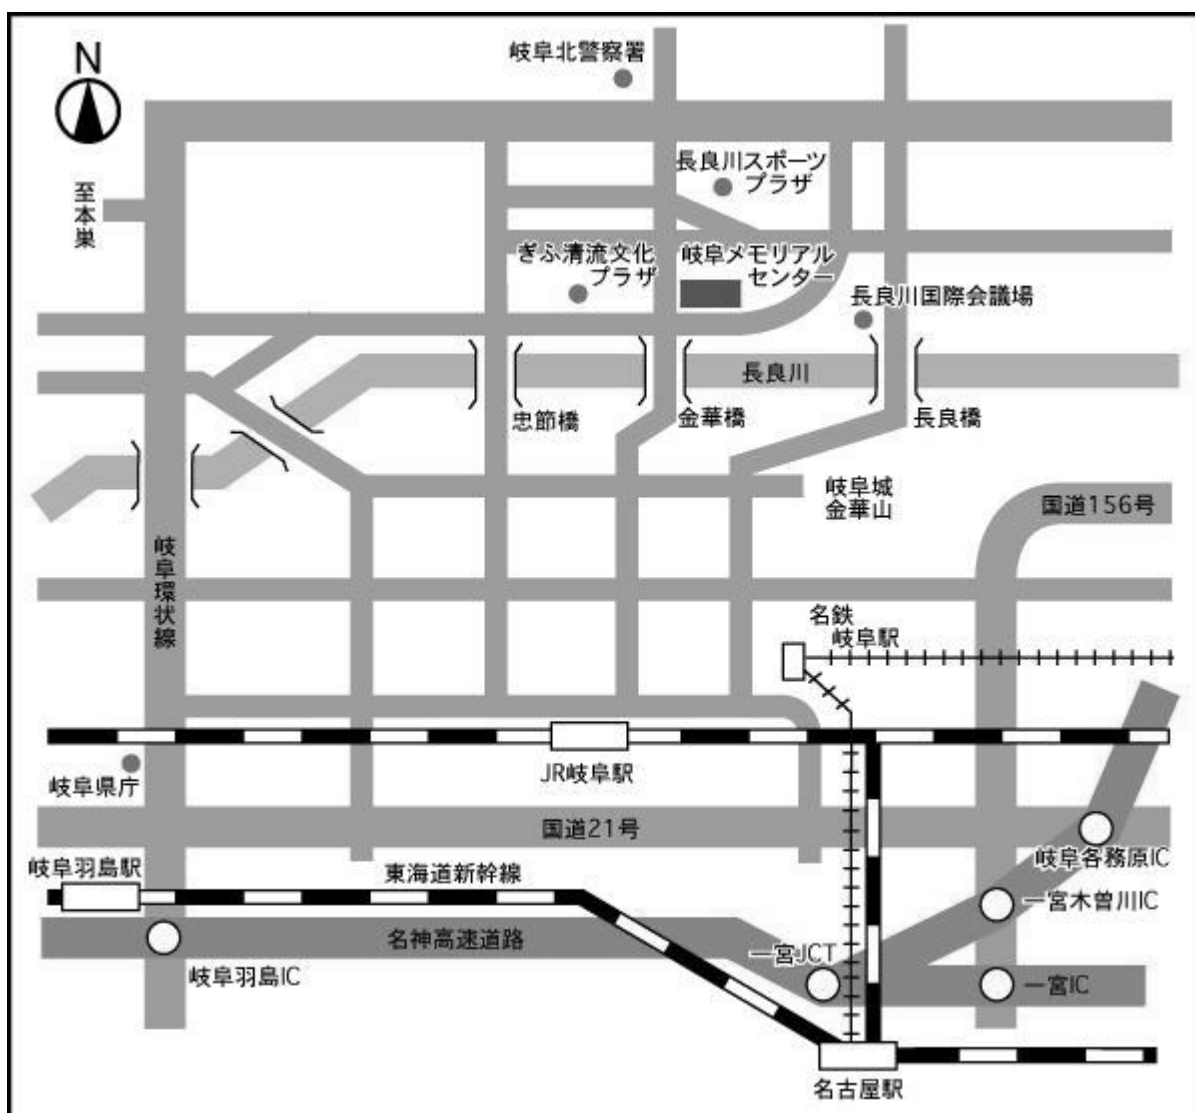 N
岐阜北警察署
至本巣
長良川スポーツ
プラザ
ぎふ清流文化
プラザ
岐阜メモリアル
センター
長良川国際会議場
長良川
忠節橋
金華橋
長良橋
岐阜城
金華山
国道156号
岐阜環状線
名鉄
岐阜駅
JR岐阜駅
岐阜県庁
国道21号
岐阜羽島駅
東海道新幹線
岐阜各務原IC
一宮木曽川IC
名神高速道路
一宮JCT
岐阜羽島IC
一宮IC
名古屋駅